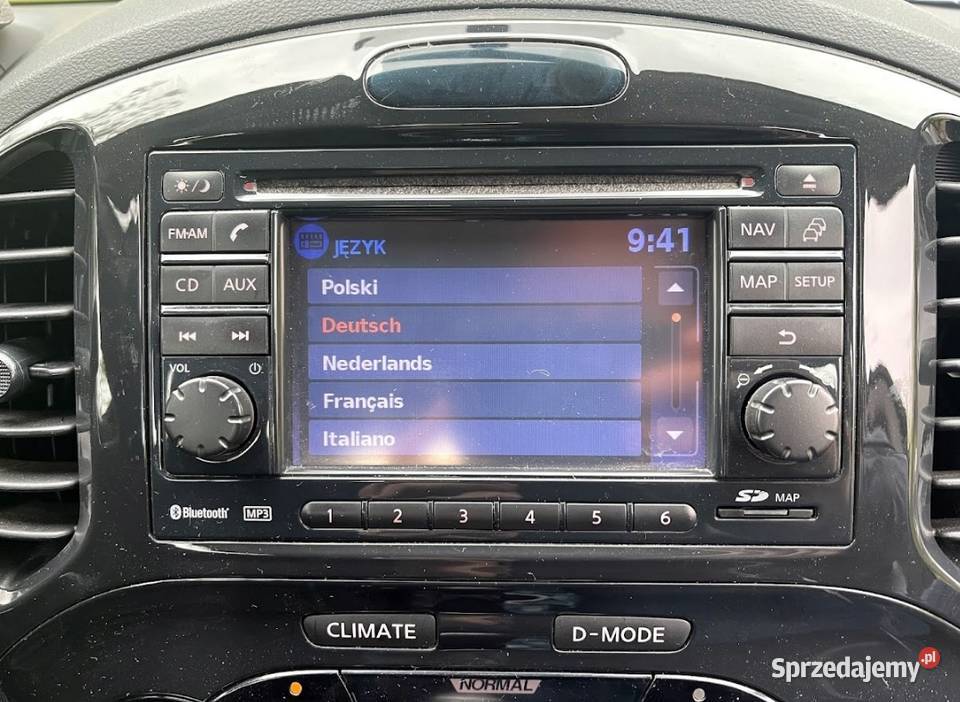 FM·AM
CD AUX
VOL
JĘZYK 9:41
Polski
Deutsch
Nederlands
Français
Italiano
NAV
MAP SETUP
Bluetooth MP3 1 2 3 4 5 6 SD MAP
CLIMATE D-MODE
NORMAL
Sprzedajemy.pl